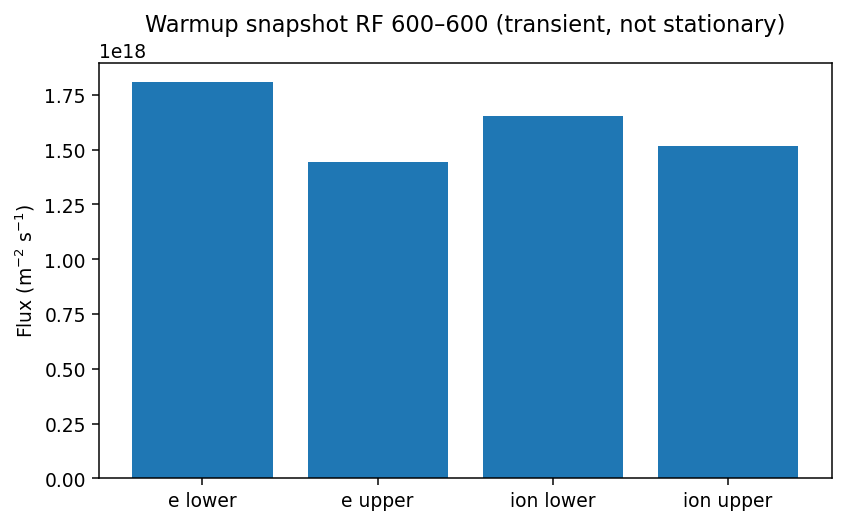 Warmup snapshot RF 600–600 (transient, not stationary)
1e18
1.75
1.50
1.25
1.00
0.75
0.50
0.25
0.00
Flux (m⁻² s⁻¹)
e lower
e upper
ion lower
ion upper